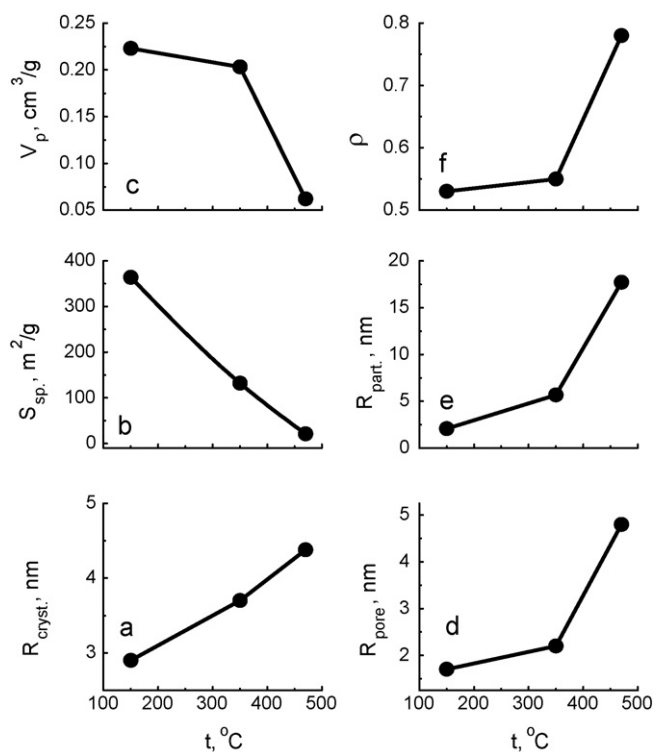 0.25
0.20
0.15
0.10
0.05
V_p, cm^3/g
c
0.8
0.7
0.6
0.5
ρ
f
400
300
200
100
0
S_sp., m^2/g
b
20
15
10
5
0
R_part., nm
e
5
4
3
R_cryst., nm
a
100 200 300 400 500
t, °C
5
4
3
2
R_pore, nm
d
100 200 300 400 500
t, °C